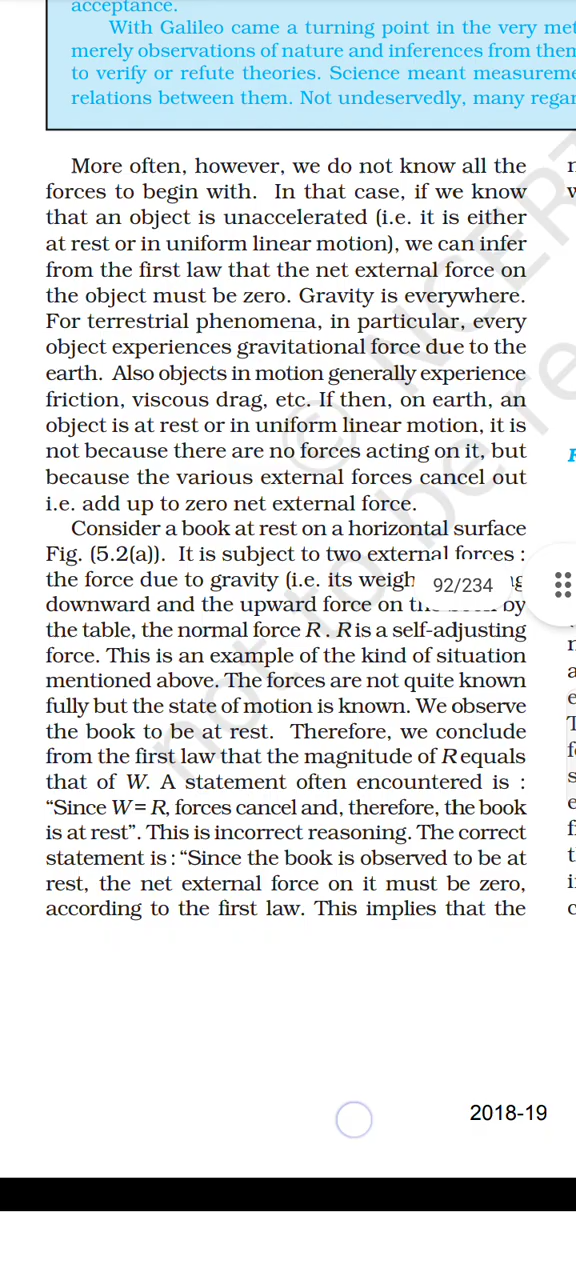 acceptance.
With Galileo came a turning point in the very
merely observations of nature and inferences from
to verify or refute theories. Science meant
relations between them. Not undeservedly, many
More often, however, we do not know all the
forces to begin with. In that case, if we know
that an object is unaccelerated (i.e. it is either
at rest or in uniform linear motion), we can infer
from the first law that the net external force on
the object must be zero. Gravity is everywhere.
For terrestrial phenomena, in particular, every
object experiences gravitational force due to the
earth. Also objects in motion generally experience
friction, viscous drag, etc. If then, on earth, an
object is at rest or in uniform linear motion, it is
not because there are no forces acting on it, but
because the various external forces cancel out
i.e. add up to zero net external force.
Consider a book at rest on a horizontal surface
Fig. (5.2(a)). It is subject to two external forces :
the force due to gravity (i.e. its
92/234
downward and the upward force on by
the table, the normal force R . R is a self-adjusting
force. This is an example of the kind of situation
mentioned above. The forces are not quite known
fully but the state of motion is known. We observe
the book to be at rest. Therefore, we conclude
from the first law that the magnitude of R equals
that of W. A statement often encountered is :
“Since W = R, forces cancel and, therefore, the book
is at rest”. This is incorrect reasoning. The correct
statement is : “Since the book is observed to be at
rest, the net external force on it must be zero,
according to the first law. This implies that the
2018-19
© NCERT
not to be re